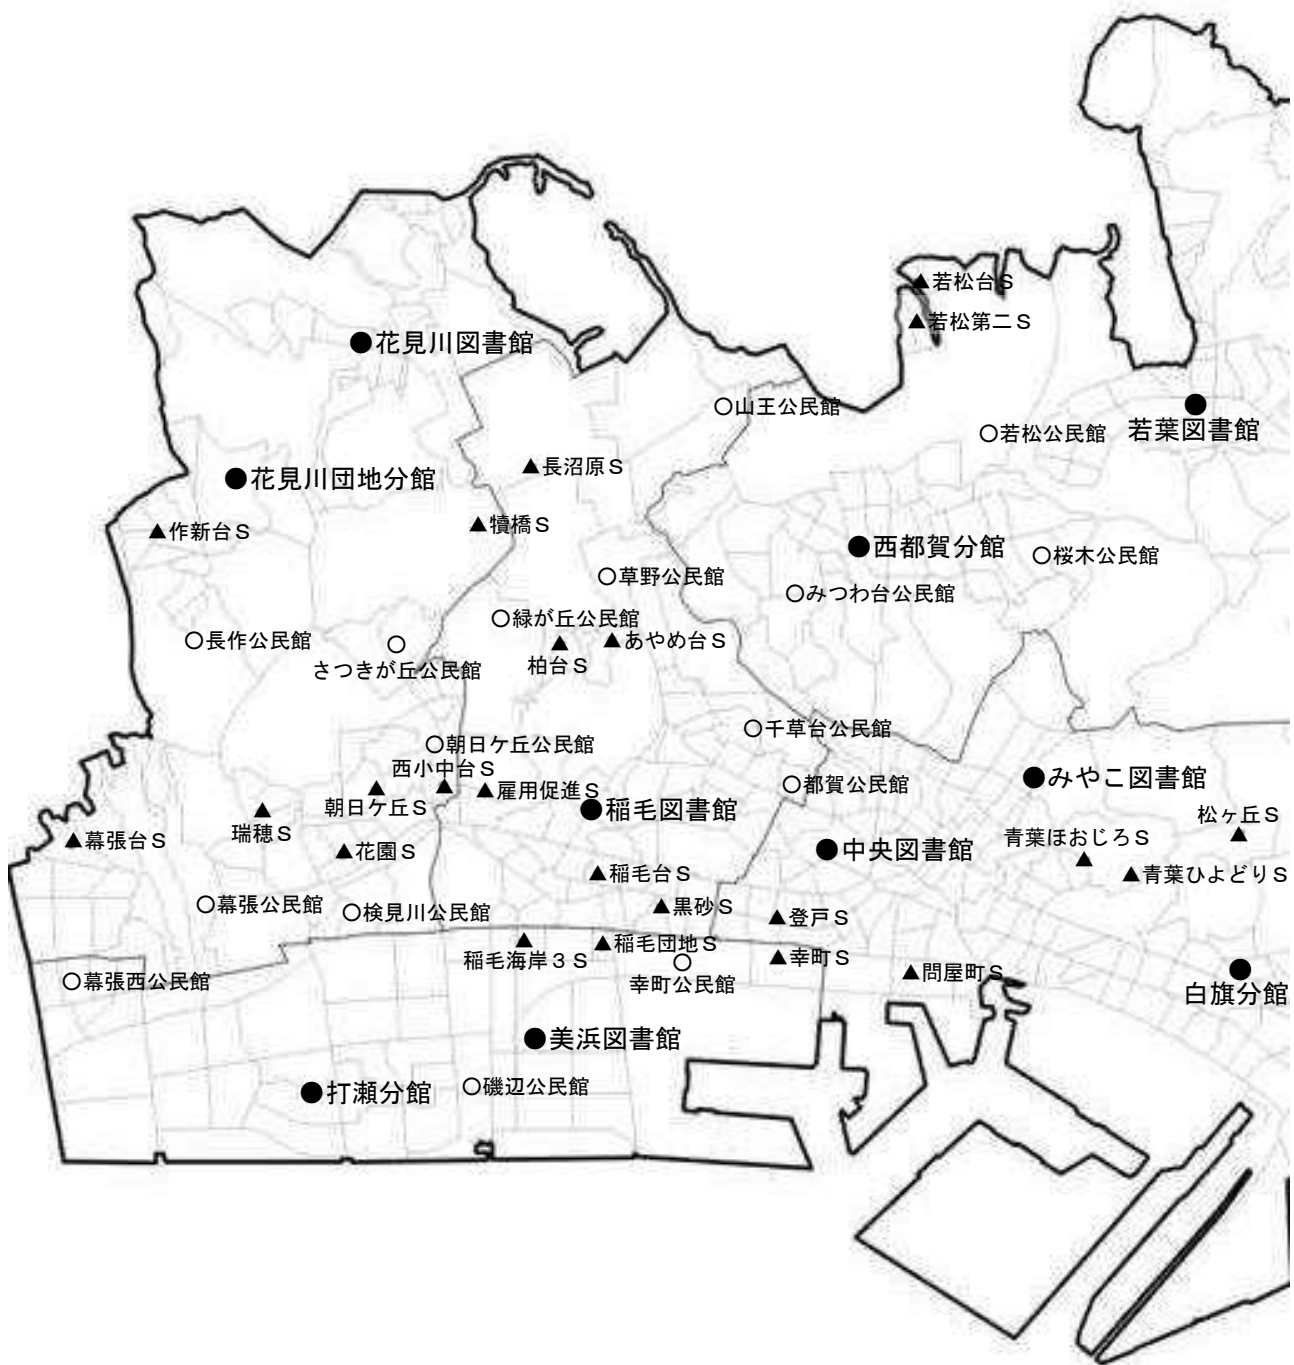 ▲若松台Ｓ
▲若松第二Ｓ
●花見川図書館
○山王公民館
●
若葉図書館
○若松公民館
▲長沼原Ｓ
●花見川団地分館
▲作新台Ｓ
▲犢橋Ｓ
●西都賀分館
○桜木公民館
○草野公民館
○みつわ台公民館
○緑が丘公民館
○長作公民館
○
さつきが丘公民館
▲
柏台Ｓ
▲あやめ台Ｓ
○千草台公民館
○朝日ケ丘公民館
西小中台Ｓ
▲
▲
朝日ケ丘Ｓ
▲雇用促進Ｓ
○都賀公民館
●みやこ図書館
▲
瑞穂Ｓ
●稲毛図書館
松ヶ丘Ｓ
▲
▲幕張台Ｓ
▲花園Ｓ
●中央図書館
青葉ほおじろＳ
▲
▲稲毛台Ｓ
▲青葉ひよどりＳ
○幕張公民館
○検見川公民館
▲黒砂Ｓ
▲登戸Ｓ
▲
稲毛海岸３Ｓ
▲稲毛団地Ｓ
○
幸町公民館
▲幸町Ｓ
▲問屋町Ｓ
●
白旗分館
○幕張西公民館
●美浜図書館
●打瀬分館
○磯辺公民館